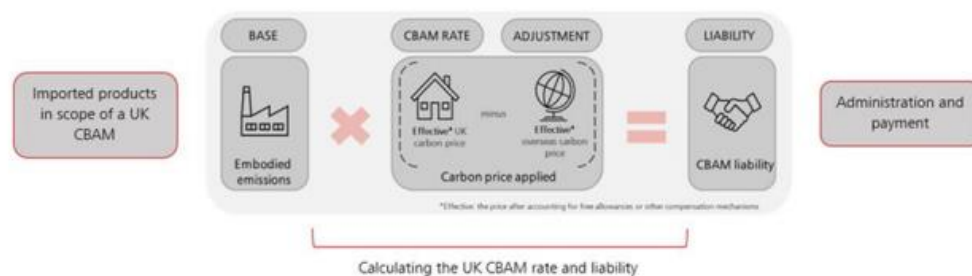 BASE
CBAM RATE
ADJUSTMENT
LIABILITY
Imported products
in scope of a UK
CBAM
Effective* UK
carbon price
minus
Effective*
overseas carbon
price
Embodied
emissions
Carbon price applied
CBAM liability
Administration and
payment
*Effective: the price after accounting for free allowances or other compensation mechanisms
Calculating the UK CBAM rate and liability